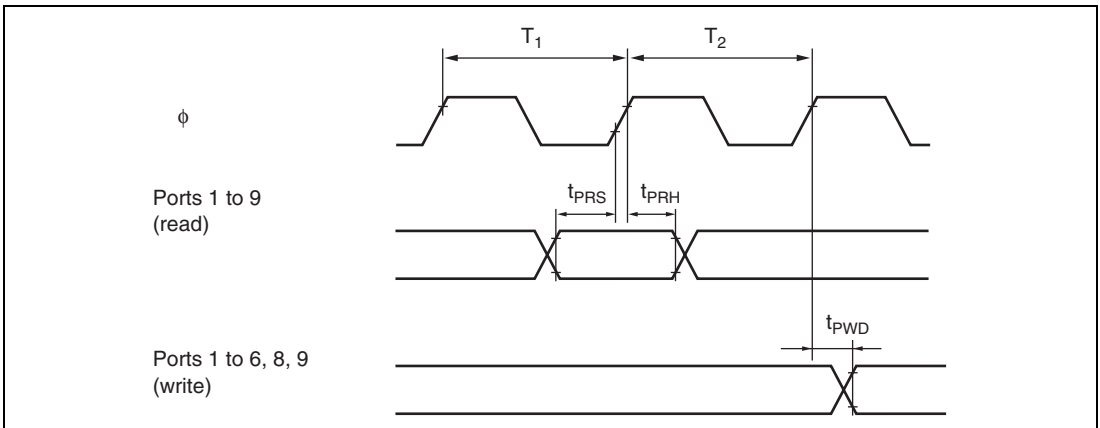 T1 T2
ϕ
Ports 1 to 9
(read)
tPRS tPRH
tPWD
Ports 1 to 6, 8, 9
(write)